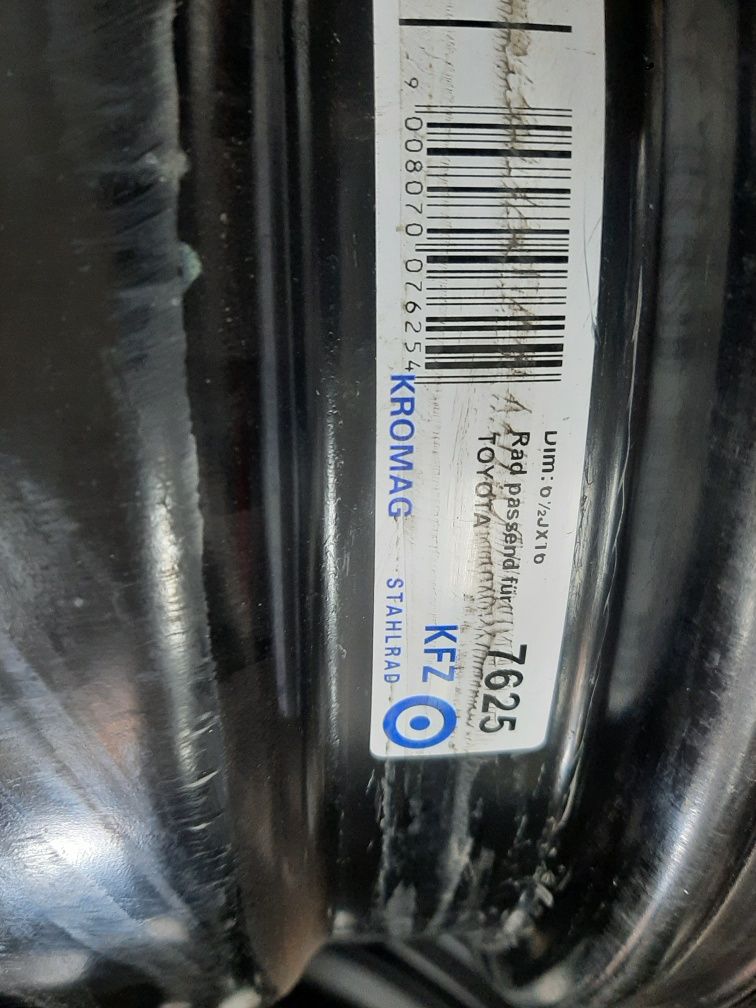 7625
KFZ
KROMAG STAHLRAD
Dim: 6½JX16
Rad passend für
TOYOTA
9 008070 076254